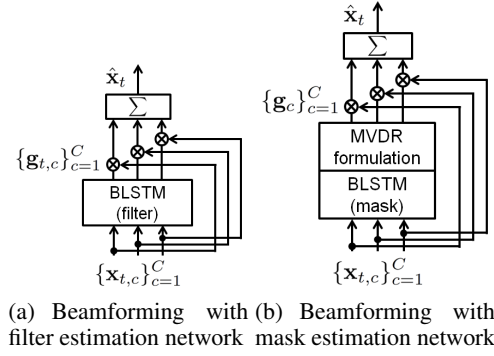 x̂_t
Σ
{g_{t,c}}_{c=1}^C
BLSTM
(filter)
{x_{t,c}}_{c=1}^C
(a) Beamforming with
filter estimation network
x̂_t
Σ
{g_c}_{c=1}^C
MVDR
formulation
BLSTM
(mask)
{x_{t,c}}_{c=1}^C
(b) Beamforming with
mask estimation network